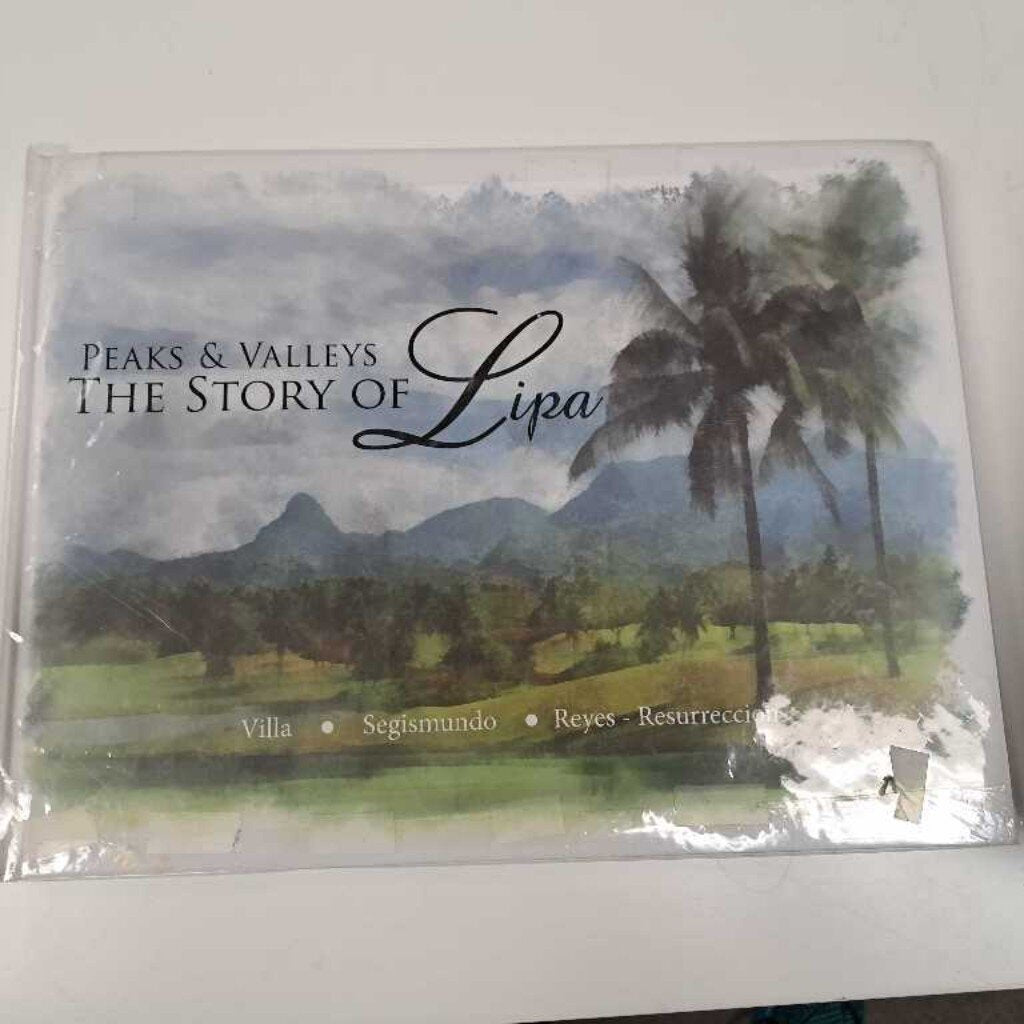 PEAKS & VALLEYS
THE STORY OF Lipa
Villa • Segismundo • Reyes - Resurreccion